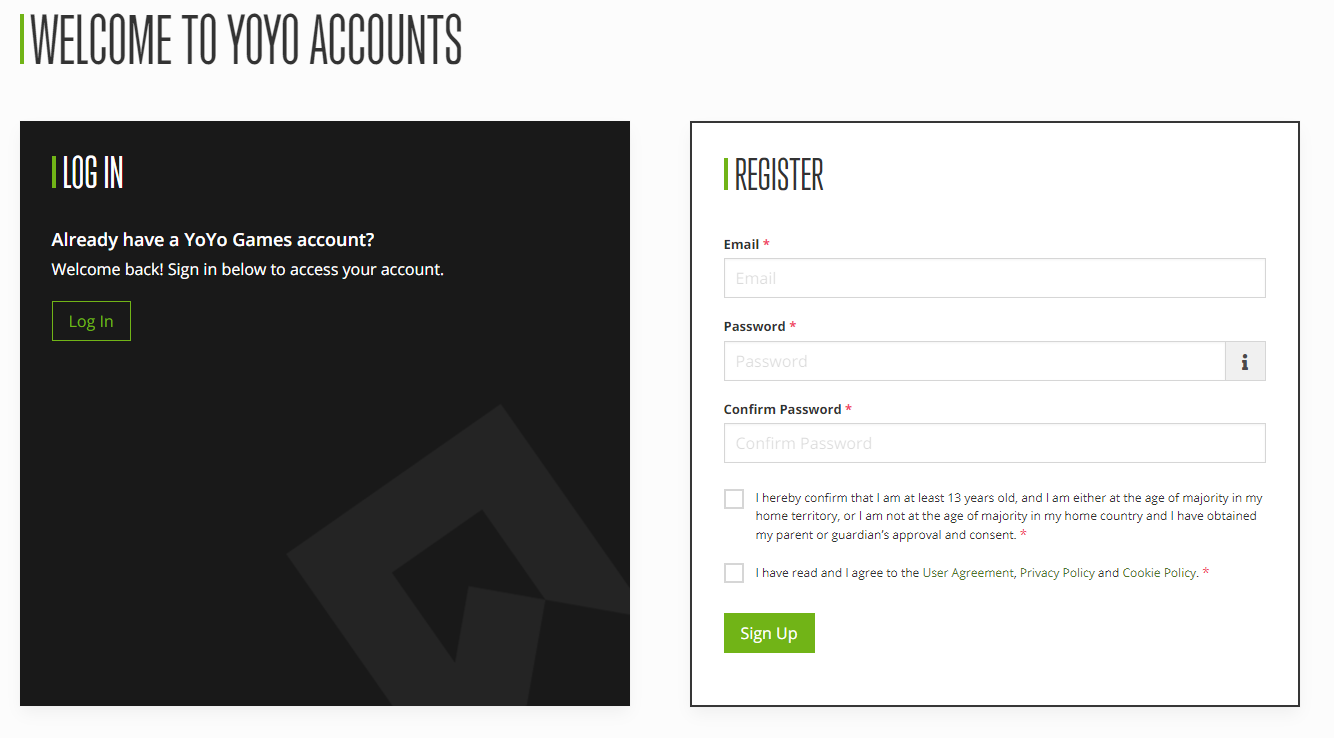 WELCOME TO YOYO ACCOUNTS
LOG IN
Already have a YoYo Games account?
Welcome back! Sign in below to access your account.
Log In
REGISTER
Email *
Email
Password *
Password
i
Confirm Password *
Confirm Password
I hereby confirm that I am at least 13 years old, and I am either at the age of majority in my
home territory, or I am not at the age of majority in my home country and I have obtained
my parent or guardian's approval and consent. *
I have read and I agree to the User Agreement, Privacy Policy and Cookie Policy. *
Sign Up